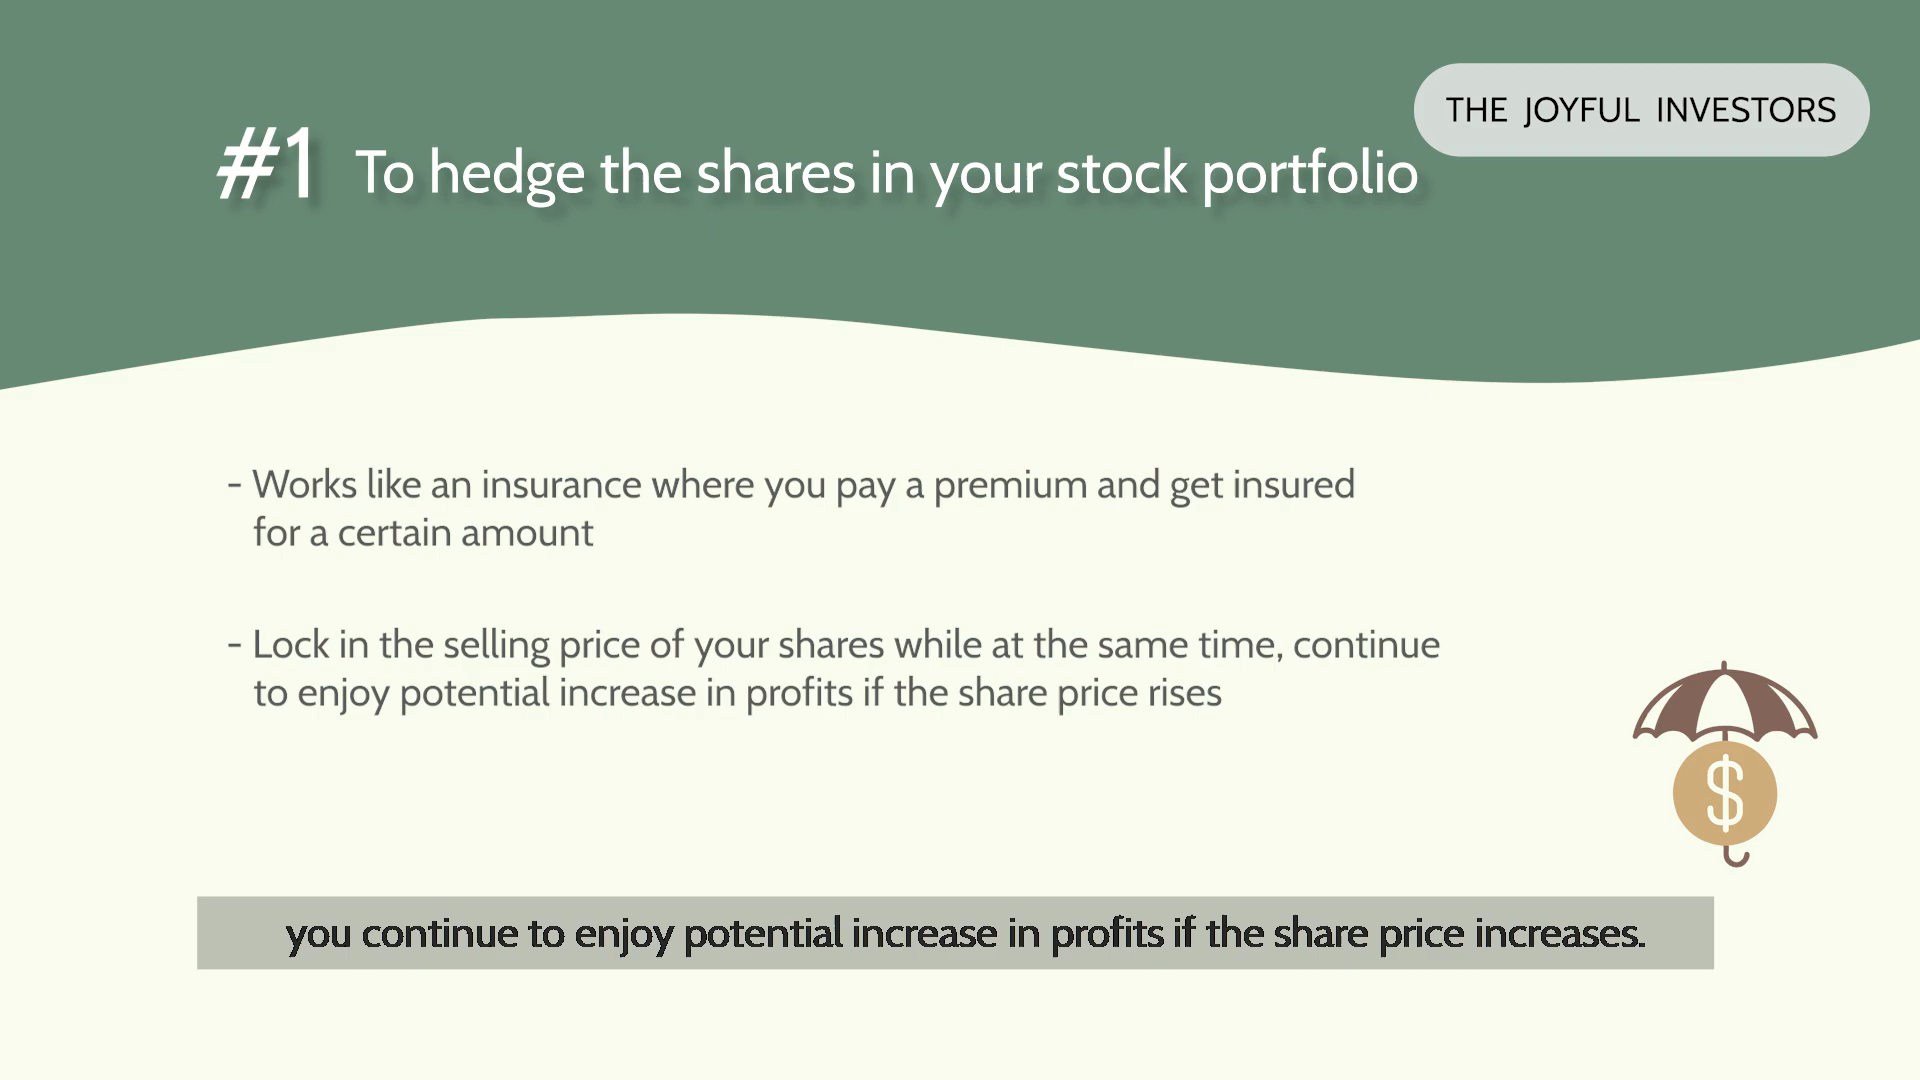 THE JOYFUL INVESTORS
#1 To hedge the shares in your stock portfolio
- Works like an insurance where you pay a premium and get insured
for a certain amount
- Lock in the selling price of your shares while at the same time, continue
to enjoy potential increase in profits if the share price rises
$
you continue to enjoy potential increase in profits if the share price increases.